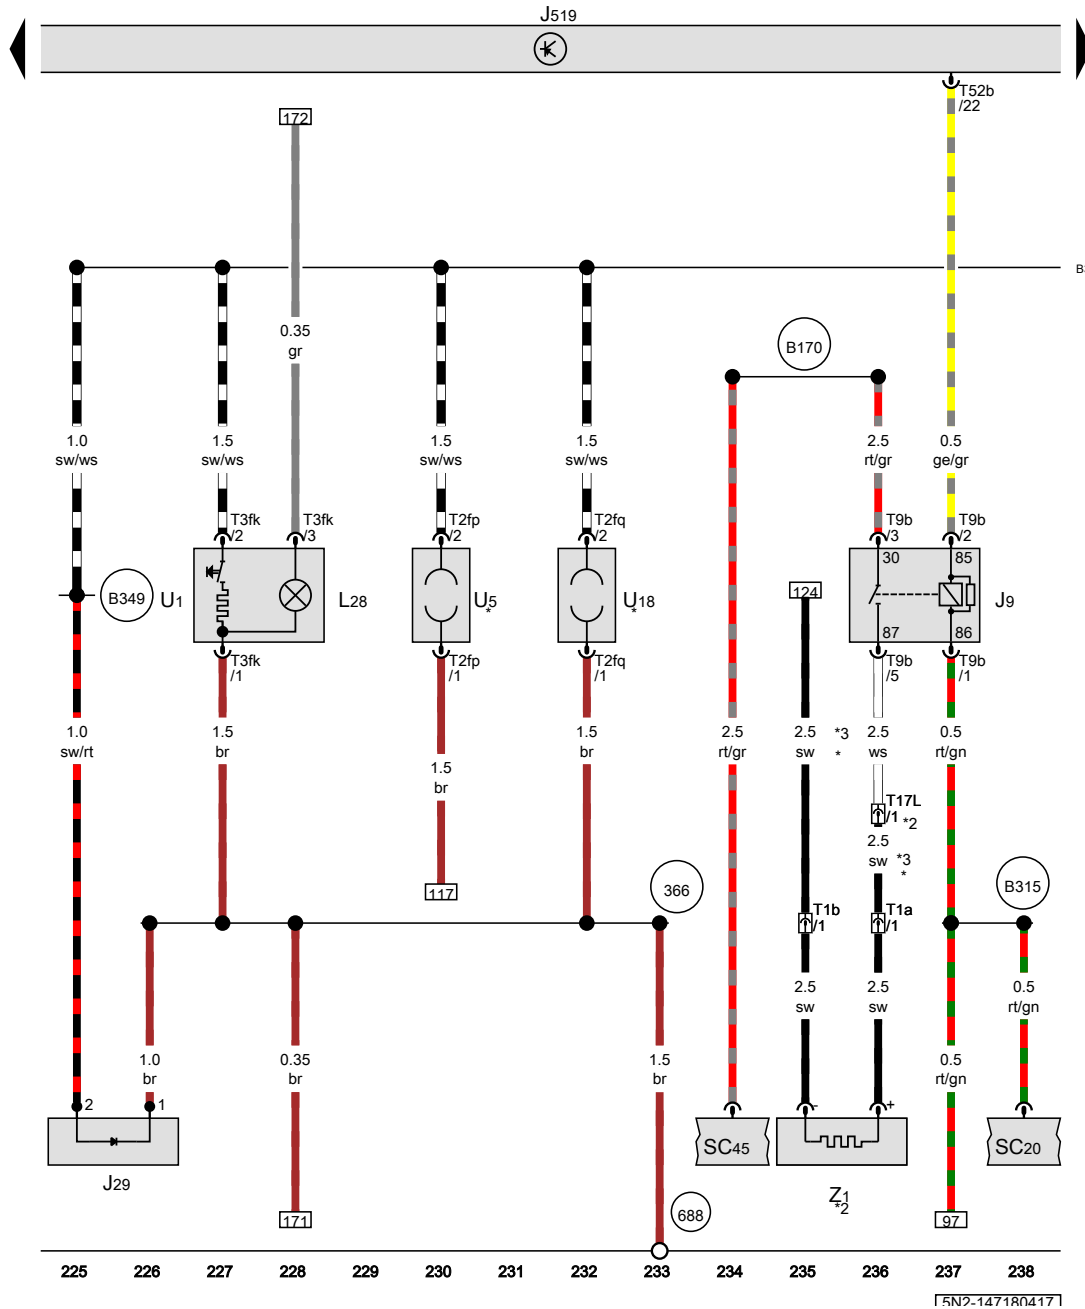 J519
T52b
/22
172
B
0.35
gr
B170
1.0
sw/ws
1.5
sw/ws
1.5
sw/ws
1.5
sw/ws
2.5
rt/gr
0.5
ge/gr
T3fk
/2
T3fk
/3
T2fp
/2
T2fq
/2
T9b
/3
T9b
/2
30
85
B349
U1
L28
U5
*
U18
*
124
J9
87
86
T3fk
/1
T2fp
/1
T2fq
/1
T9b
/5
T9b
/1
1.0
sw/rt
1.5
br
1.5
br
1.5
br
2.5
rt/gr
2.5
sw
*3
*
2.5
ws
0.5
rt/gn
T17L
/1
*2
2.5
sw
*3
*
117
366
B315
T1b
/1
T1a
/1
2.5
sw
2.5
sw
0.5
rt/gn
1.0
br
0.35
br
1.5
br
0.5
rt/gn
2
1
-
+
SC45
SC20
J29
Z1
*2
171
688
97
225 226 227 228 229 230 231 232 233 234 235 236 237 238
5N2-147180417